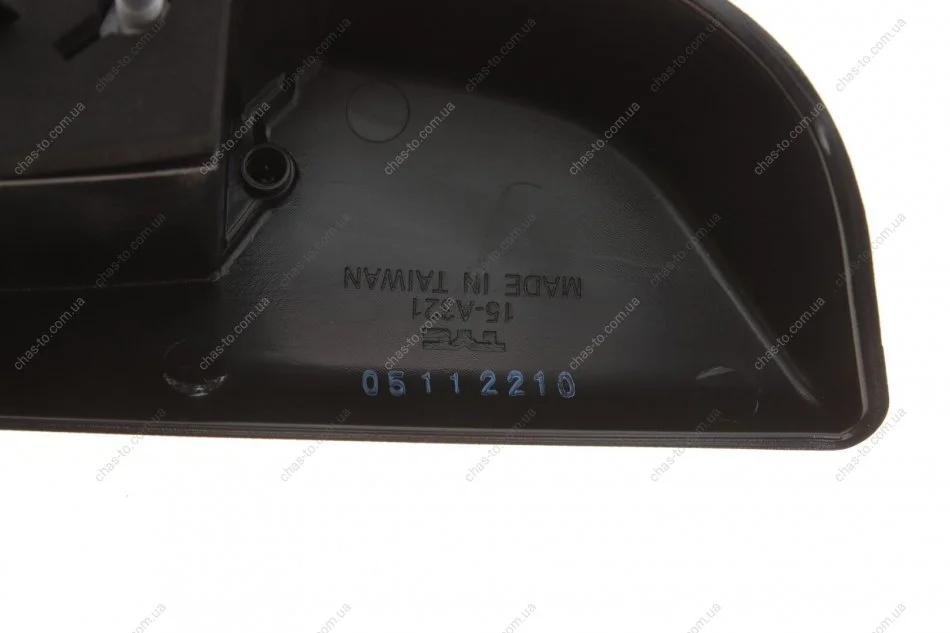 TYC
15-A321
MADE IN TAIWAN
05112210
chas-to.com.ua